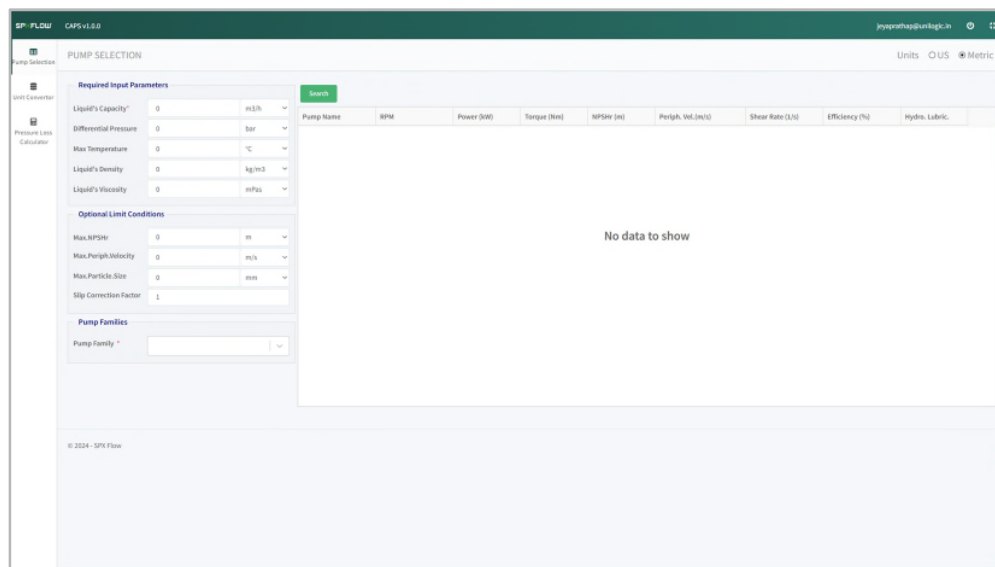 SPXFLOW CAPS v1.0.0 jeyaprathap@unilogic.in
Pump Selection
Unit Convertor
Pressure Loss
Calculator
PUMP SELECTION Units US Metric
Required Input Parameters
Liquid's Capacity* 0 m3/h
Differential Pressure 0 bar
Max Temperature 0 °C
Liquid's Density 0 kg/m3
Liquid's Viscosity 0 mPas
Optional Limit Conditions
Max.NPSHr 0 m
Max.Periph.Velocity 0 m/s
Max.Particle.Size 0 mm
Slip Correction Factor 1
Pump Families
Pump Family *
Search
Pump Name RPM Power (kW) Torque (Nm) NPSHr (m) Periph. Vel.(m/s) Shear Rate (1/s) Efficiency (%) Hydro. Lubric.
No data to show
© 2024 - SPX Flow